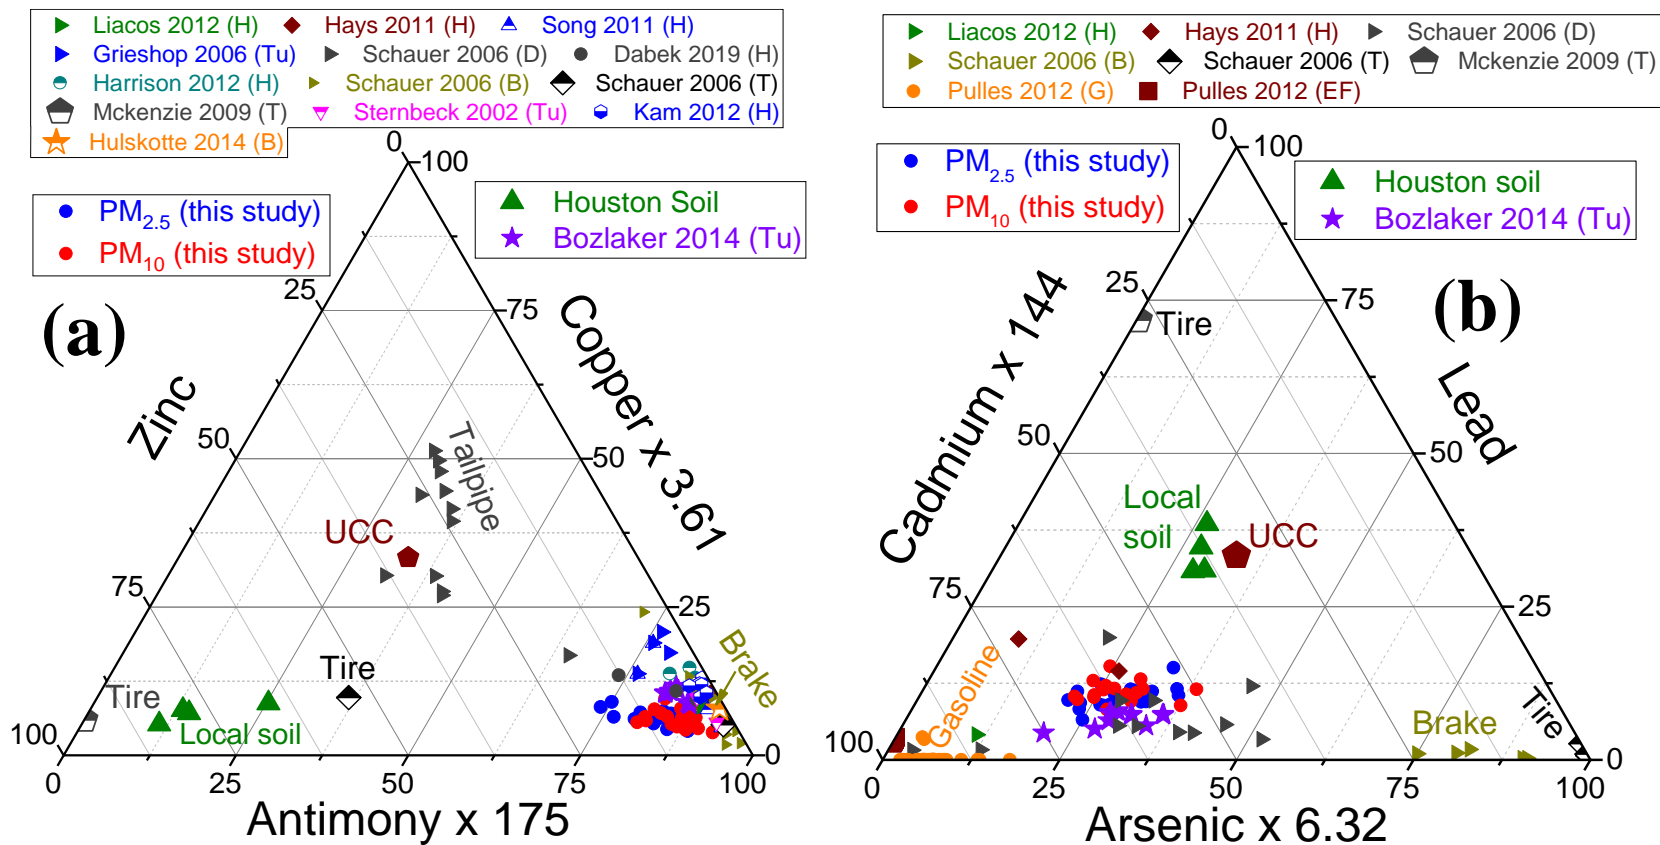 Liacos 2012 (H) Hays 2011 (H) Song 2011 (H)
Grieshop 2006 (Tu) Schauer 2006 (D) Dabek 2019 (H)
Harrison 2012 (H) Schauer 2006 (B) Schauer 2006 (T)
Mckenzie 2009 (T) Sternbeck 2002 (Tu) Kam 2012 (H)
Hulskotte 2014 (B)
PM2.5 (this study)
PM10 (this study)
Houston Soil
Bozlaker 2014 (Tu)
(a)
0
100
25
75
50
50
75
25
100
0
0 25 50 75 100
Zinc
Copper x 3.61
Antimony x 175
Tailpipe
UCC
Tire
Tire
Local soil
Brake
Liacos 2012 (H) Hays 2011 (H) Schauer 2006 (D)
Schauer 2006 (B) Schauer 2006 (T) Mckenzie 2009 (T)
Pulles 2012 (G) Pulles 2012 (EF)
PM2.5 (this study)
PM10 (this study)
Houston soil
Bozlaker 2014 (Tu)
(b)
0
100
25
75
50
50
75
25
100
0
0 25 50 75 100
Cadmium x 144
Lead
Arsenic x 6.32
Tire
Local
soil
UCC
Gasoline
Brake
Tire